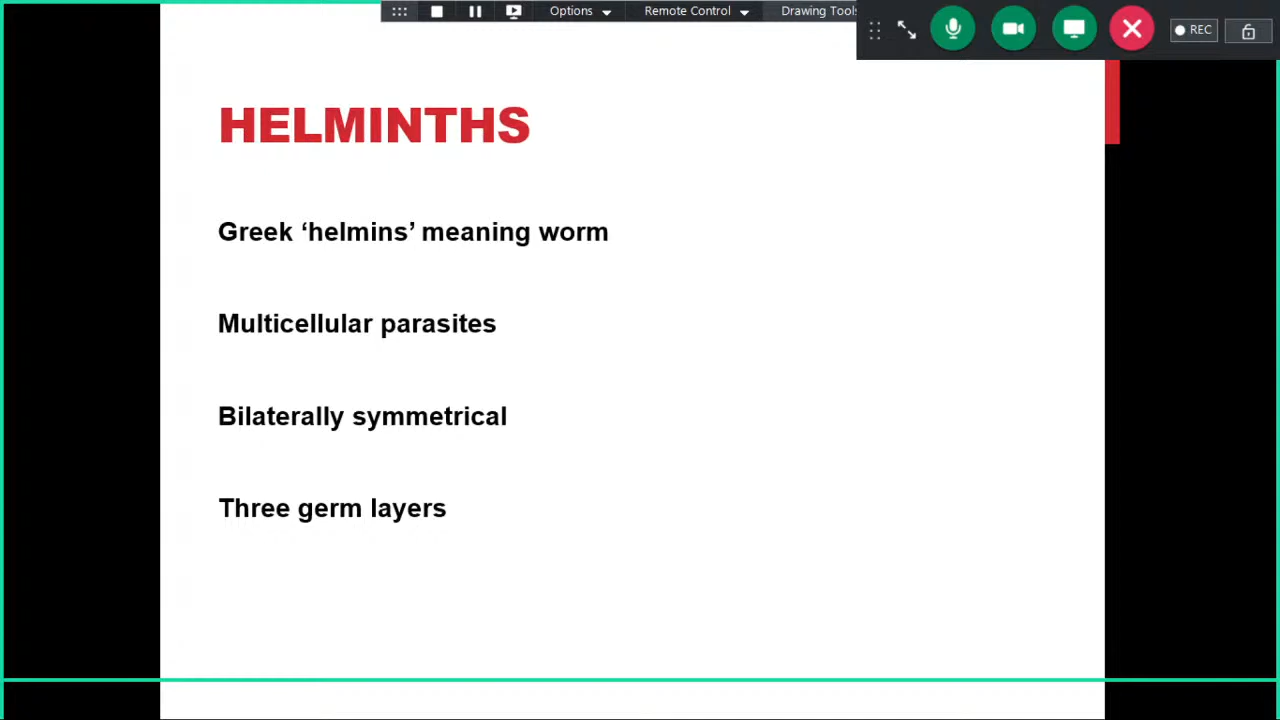 Options
Remote Control
Drawing Tools
REC
HELMINTHS
Greek ‘helmins’ meaning worm
Multicellular parasites
Bilaterally symmetrical
Three germ layers